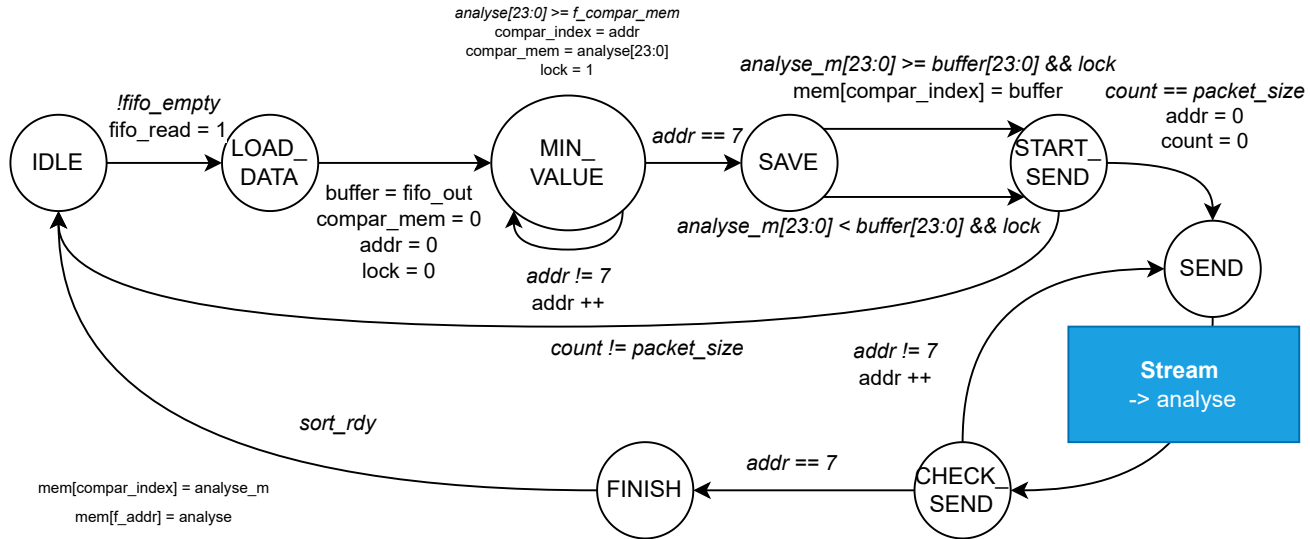 analyse[23:0] >= f_compar_mem
compar_index = addr
compar_mem = analyse[23:0]
lock = 1
analyse_m[23:0] >= buffer[23:0] && lock
mem[compar_index] = buffer
count == packet_size
addr = 0
count = 0
!fifo_empty
fifo_read = 1
addr == 7
IDLE
LOAD_
DATA
MIN_
VALUE
SAVE
START_
SEND
buffer = fifo_out
compar_mem = 0
addr = 0
lock = 0
analyse_m[23:0] < buffer[23:0] && lock
addr != 7
addr ++
SEND
count != packet_size
addr != 7
addr ++
Stream
-> analyse
sort_rdy
addr == 7
FINISH
CHECK_
SEND
mem[compar_index] = analyse_m
mem[f_addr] = analyse